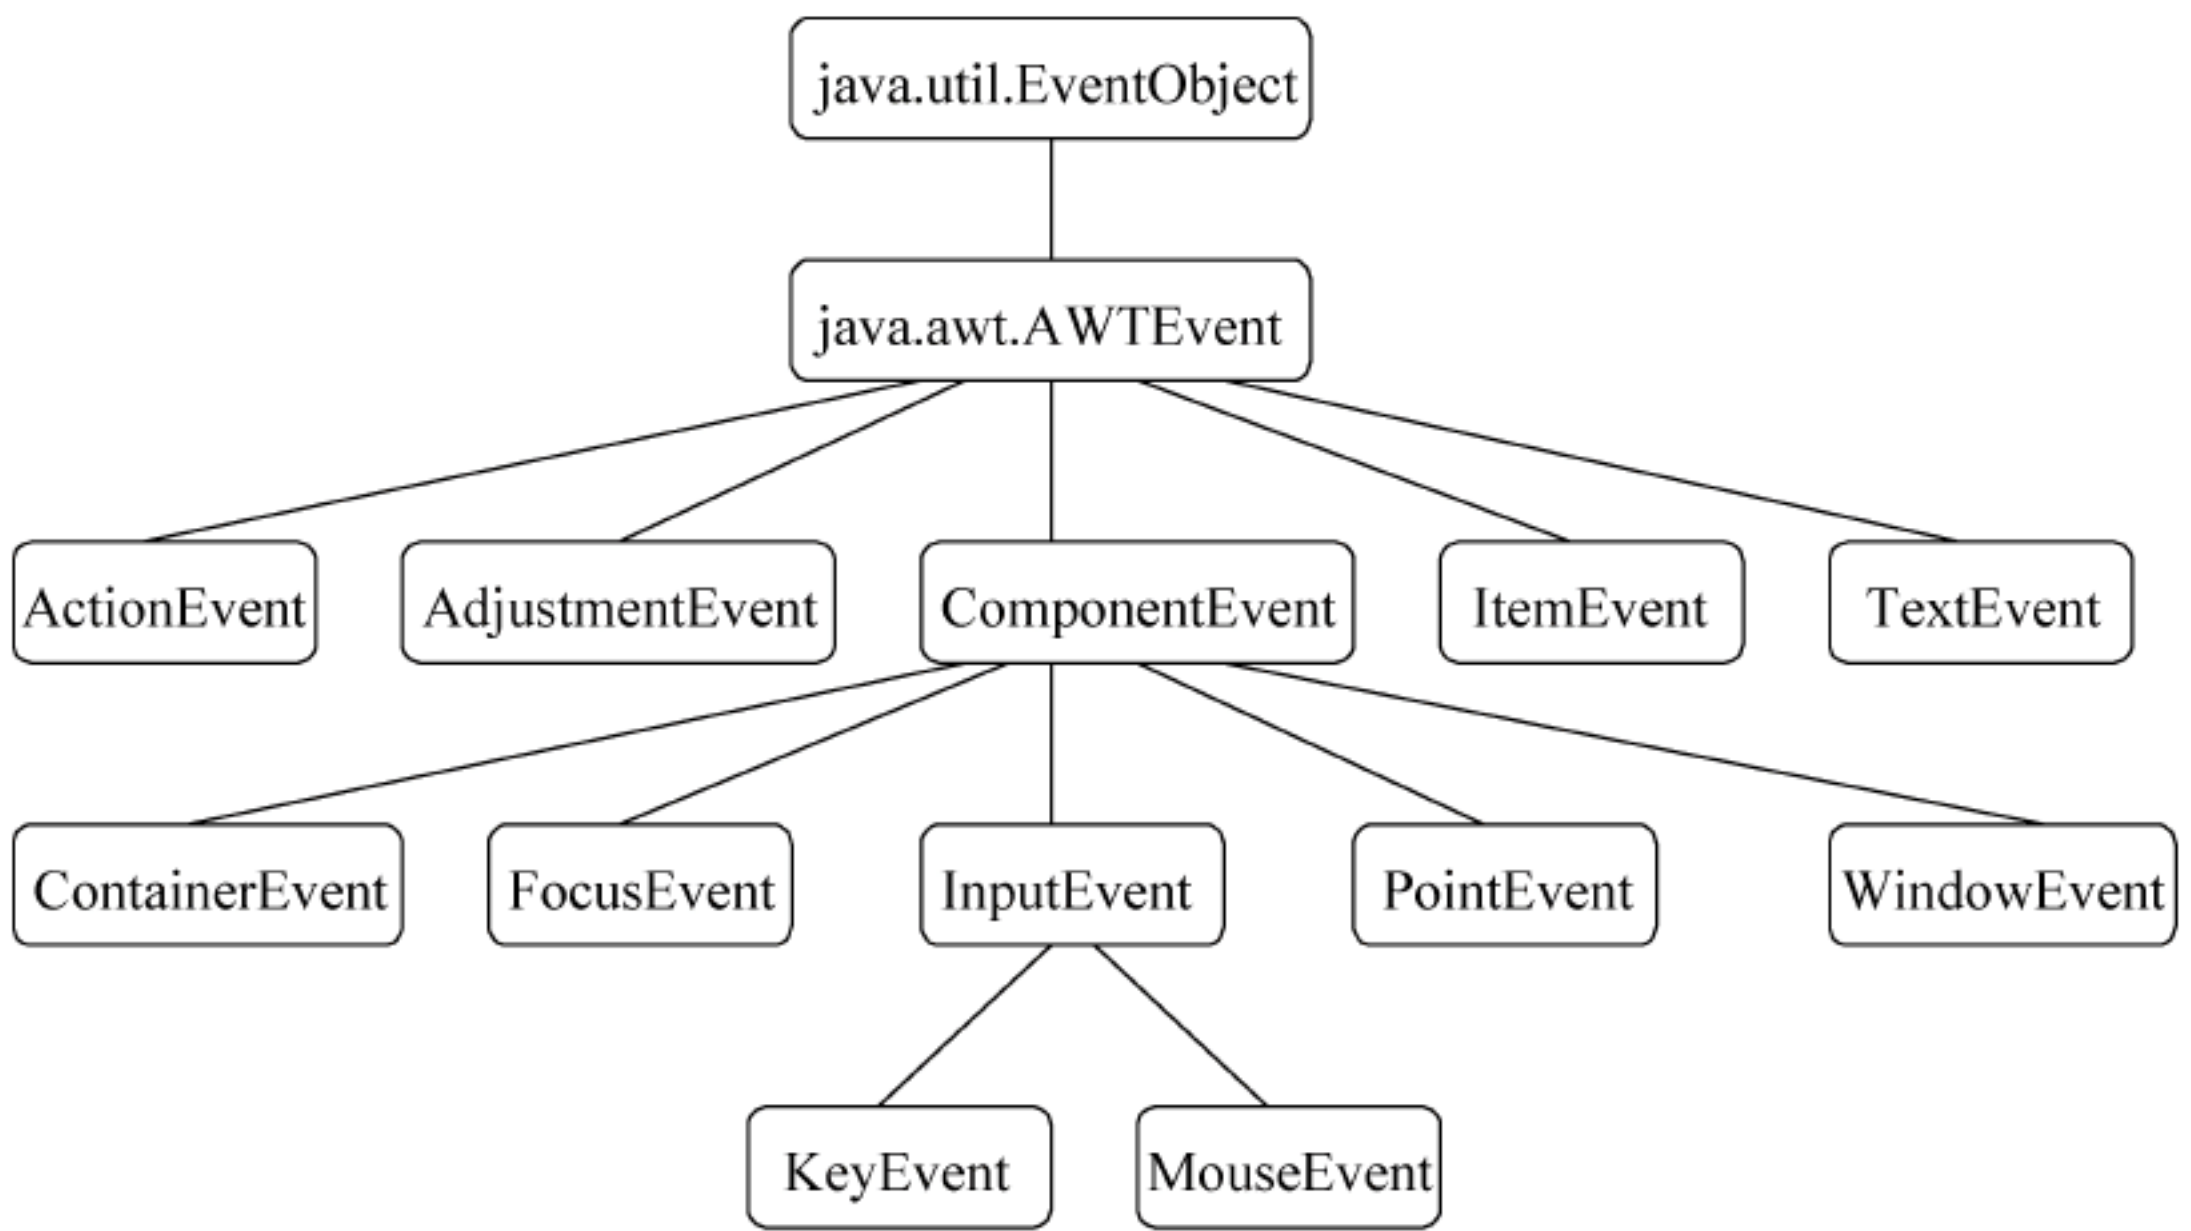 java.util.EventObject
java.awt.AWTEvent
ActionEvent
AdjustmentEvent
ComponentEvent
ItemEvent
TextEvent
ContainerEvent
FocusEvent
InputEvent
PointEvent
WindowEvent
KeyEvent
MouseEvent